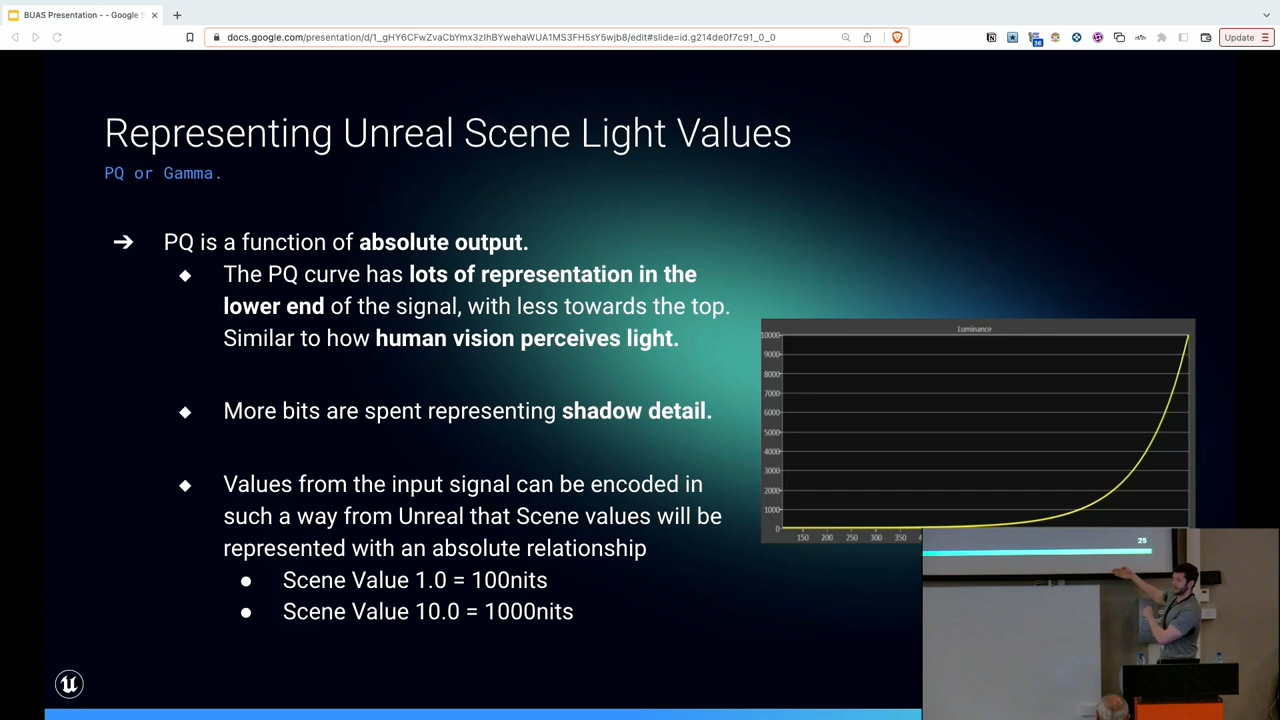 BUAS Presentation - - Google S
docs.google.com/presentation/d/1_gHY6CFwZvaCbYmx3zIhBYwehaWUA1MS3FH5sY5wjb8/edit#slide=id.g214de0f7c91_0_0
Update
Representing Unreal Scene Light Values
PQ or Gamma.
➔ PQ is a function of absolute output.
◆ The PQ curve has lots of representation in the
lower end of the signal, with less towards the top.
Similar to how human vision perceives light.
◆ More bits are spent representing shadow detail.
◆ Values from the input signal can be encoded in
such a way from Unreal that Scene values will be
represented with an absolute relationship
● Scene Value 1.0 = 100nits
● Scene Value 10.0 = 1000nits
Luminance
10000
9000
8000
7000
6000
5000
4000
3000
2000
1000
0
150 200 250 300 350
25